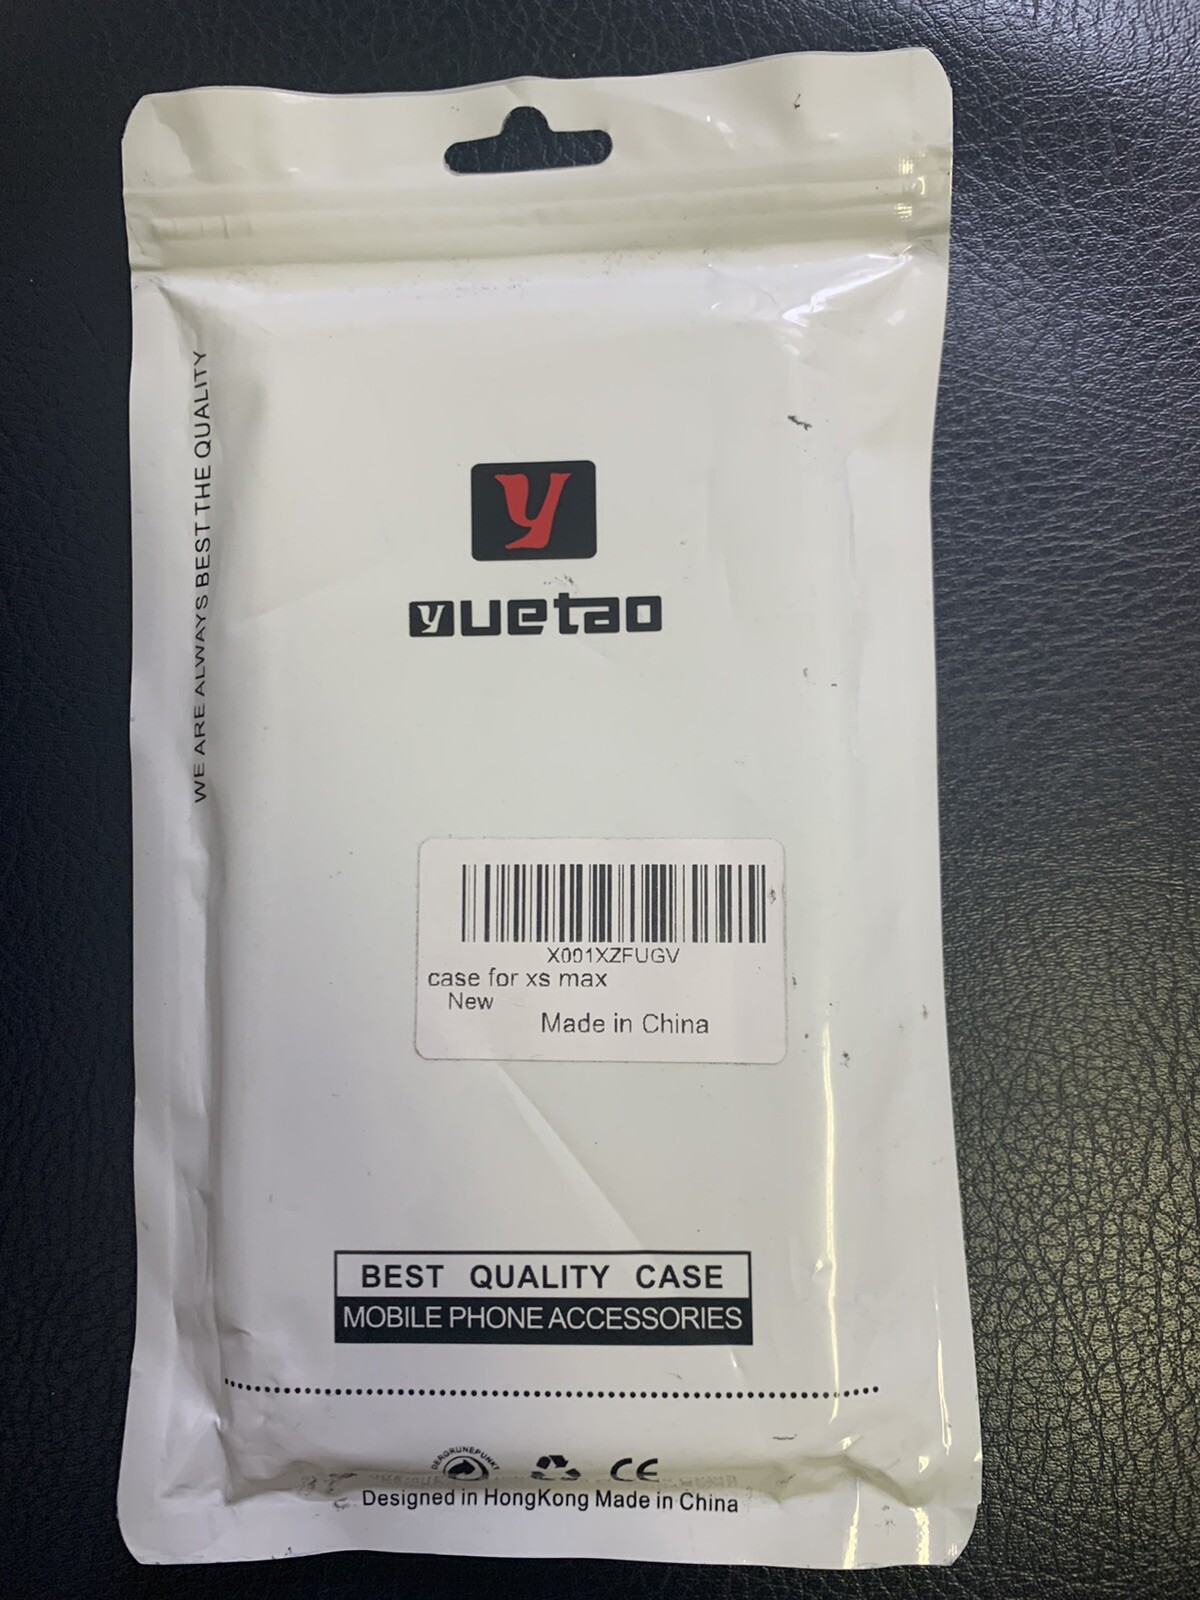 WE ARE ALWAYS BEST THE QUALITY
y
yuetao
X001XZFUGV
case for xs max
New
Made in China
BEST QUALITY CASE
MOBILE PHONE ACCESSORIES
DERGRUNEPUNKT
CE
Designed in HongKong Made in China